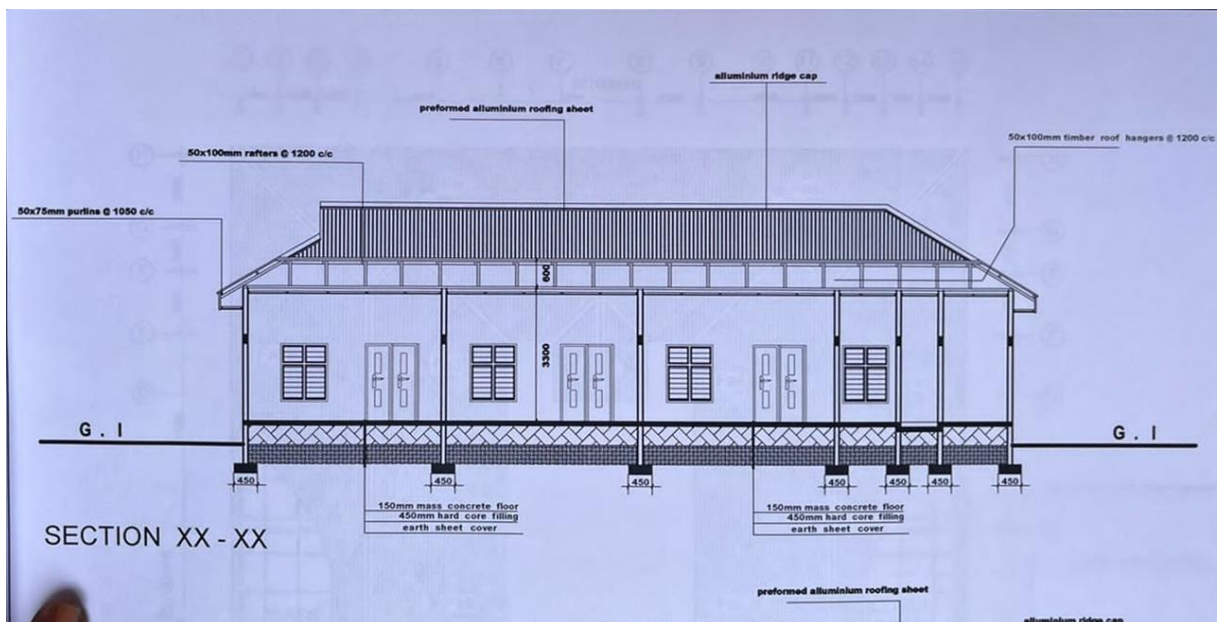 alluminium ridge cap
preformed alluminium roofing sheet
50x100mm timber roof hangers @ 1200 c/c
50x100mm rafters @ 1200 c/c
50x75mm purlins @ 1050 c/c
600
3300
G . I
G . I
450
450
450
450
450
450
450
150mm mass concrete floor
450mm hard core filling
earth sheet cover
150mm mass concrete floor
450mm hard core filling
earth sheet cover
SECTION XX - XX
preformed alluminium roofing sheet
alluminium ridge cap